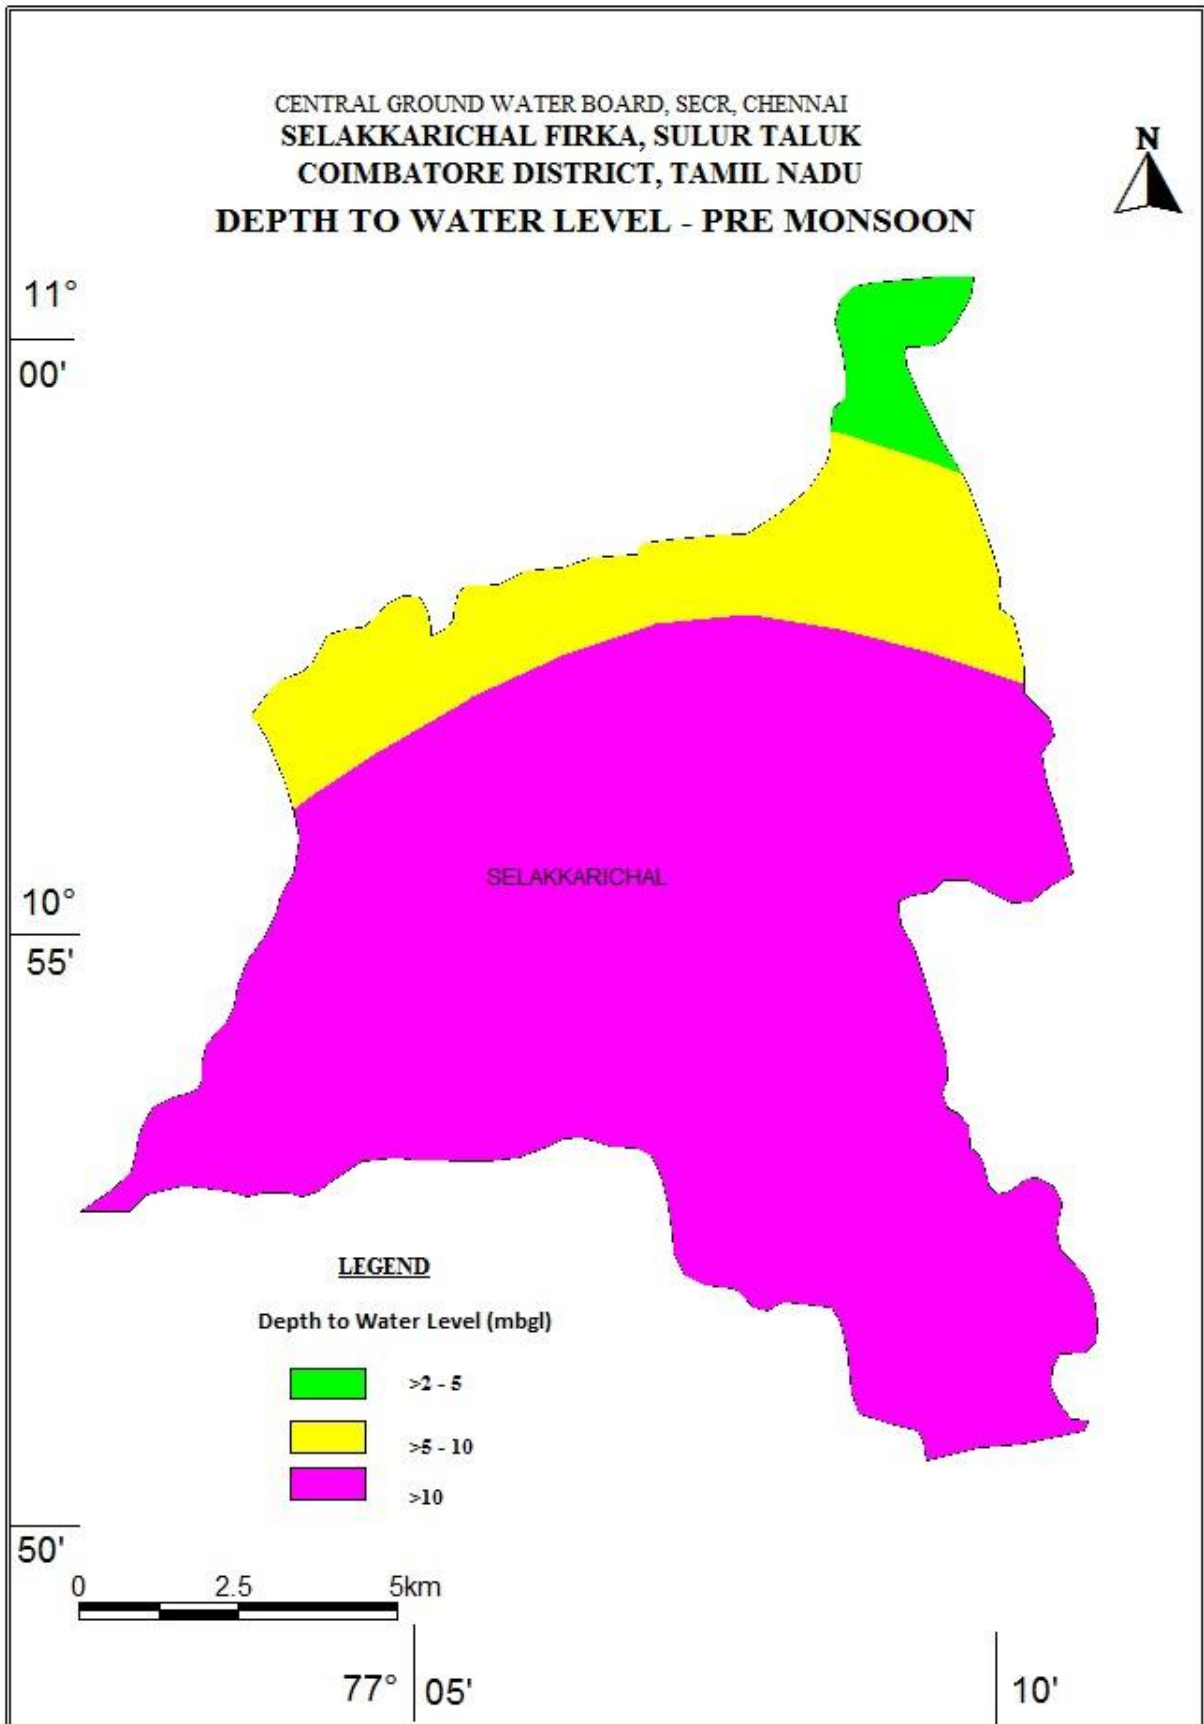 CENTRAL GROUND WATER BOARD, SECR, CHENNAI
SELAKKARICHAL FIRKA, SULUR TALUK
COIMBATORE DISTRICT, TAMIL NADU
DEPTH TO WATER LEVEL - PRE MONSOON
N
11°
00'
SELAKKARICHAL
10°
55'
LEGEND
Depth to Water Level (mbgl)
>2 - 5
>5 - 10
>10
50'
0 2.5 5km
77° 05' 10'